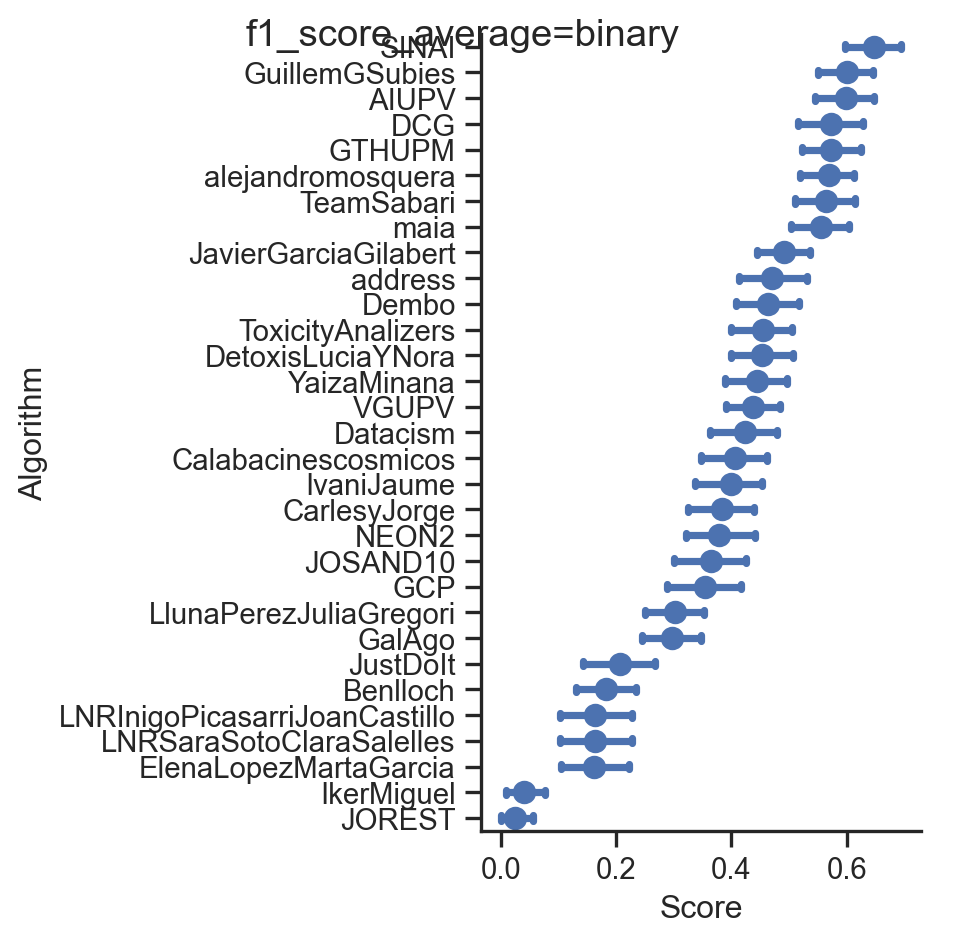 f1_score_average=binary
SINAI
GuillemGSubies
AIUPV
DCG
GTHUPM
alejandromosquera
TeamSabari
maia
JavierGarciaGilabert
address
Dembo
ToxicityAnalizers
DetoxisLuciaYNora
YaizaMinana
VGUPV
Datacism
Calabacinescosmicos
IvaniJaume
CarlesyJorge
NEON2
JOSAND10
GCP
LlunaPerezJuliaGregori
GalAgo
JustDoIt
Benlloch
LNRInigoPicasarriJoanCastillo
LNRSaraSotoClaraSalelles
ElenaLopezMartaGarcia
IkerMiguel
JOREST
Algorithm
0.0 0.2 0.4 0.6
Score